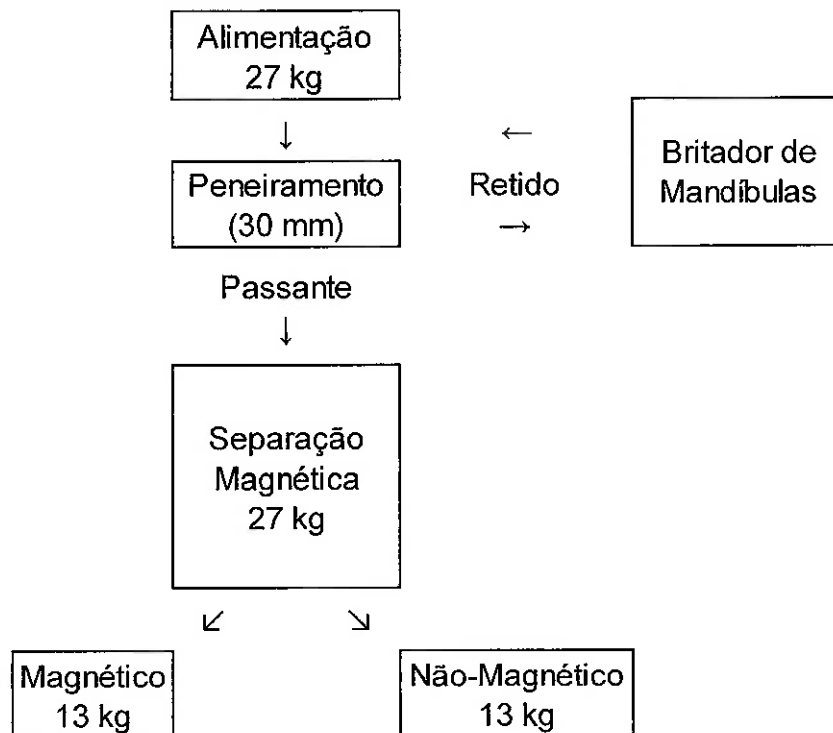 Alimentação
27 kg
↓
←
Peneiramento
(30 mm)
Retido
→
Britador de
Mandíbulas
Passante
↓
Separação
Magnética
27 kg
↙ ↘
Magnético
13 kg
Não-Magnético
13 kg